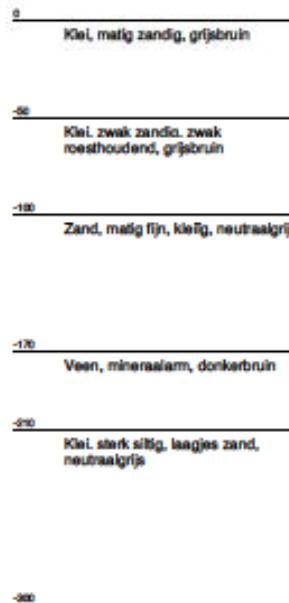 0
Klei, matig zandig, grijsbruin
-50
Klei, zwak zandig, zwak
roesthoudend, grijsbruin
-100
Zand, matig fijn, kleiïg, neutraalgrij
-170
Veen, mineraalarm, donkerbruin
-210
Klei, sterk siltig, laagjes zand,
neutraalgrijs
-300